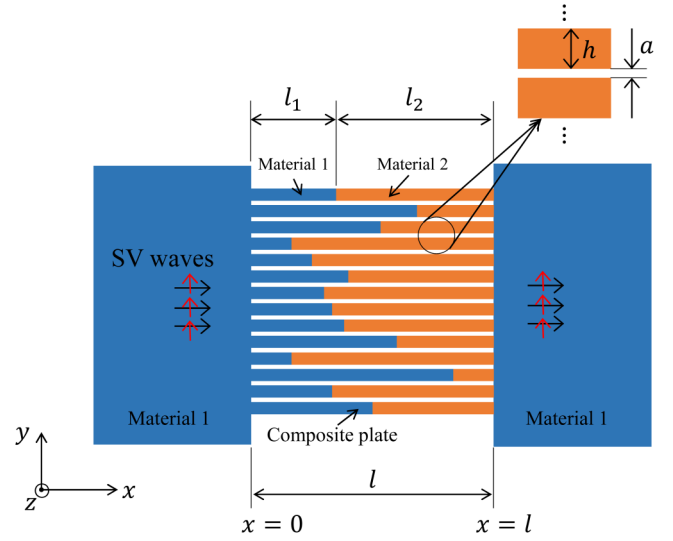 ⋮
h
a
⋮
l₁
l₂
Material 1
Material 2
SV waves
Material 1
Material 1
Composite plate
y
z
x
l
x = 0
x = l